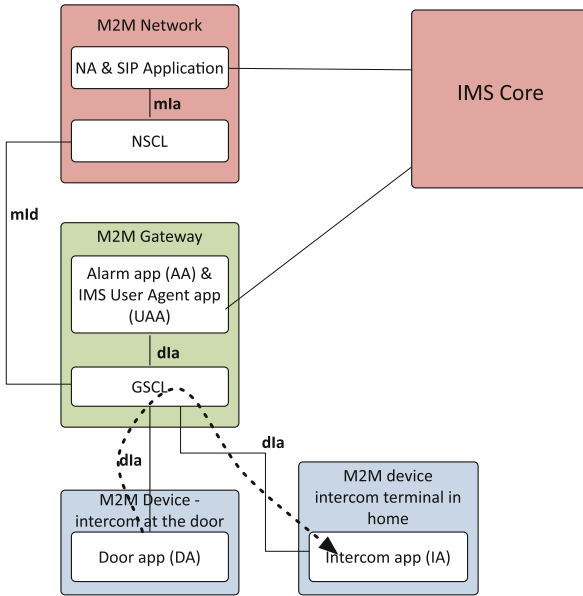 M2M Network
NA & SIP Application
mIa
NSCL
IMS Core
mId
M2M Gateway
Alarm app (AA) &
IMS User Agent app
(UAA)
dIa
GSCL
dIa
dIa
M2M Device -
intercom at the door
Door app (DA)
M2M device
intercom terminal in
home
Intercom app (IA)